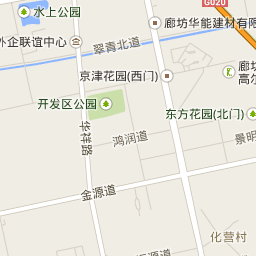 水上公园
G020
廊坊华能建材有限
外企联谊中心
翠青北道
京津花园(西门)
廊坊
高尔
开发区公园
东方花园(北门)
华祥路
鸿润道
景明
金源道
化营村